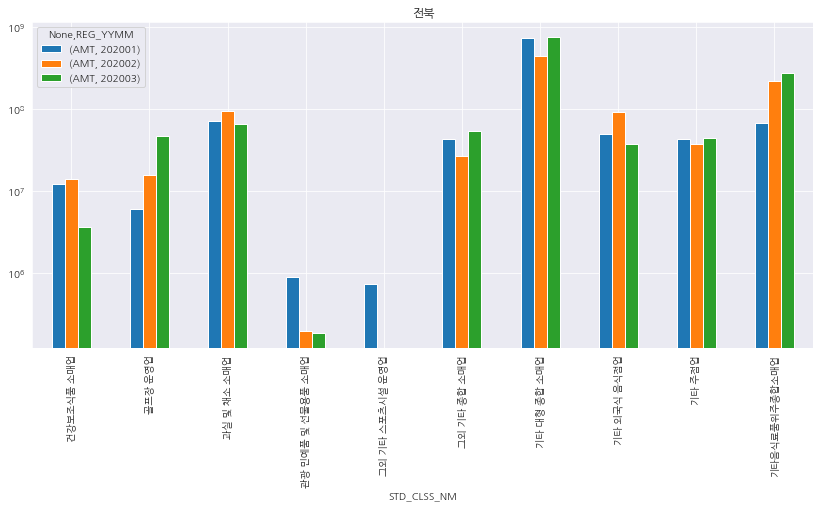 전북
None,REG_YYMM
(AMT, 202001)
(AMT, 202002)
(AMT, 202003)
10⁹
10⁸
10⁷
10⁶
건강보조식품 소매업
골프장 운영업
과실 및 채소 소매업
관광 민예품 및 선물용품 소매업
그외 기타 스포츠시설 운영업
그외 기타 종합 소매업
기타 대형 종합 소매업
기타 외국식 음식점업
기타 주점업
기타음식료품위주종합소매업
STD_CLSS_NM